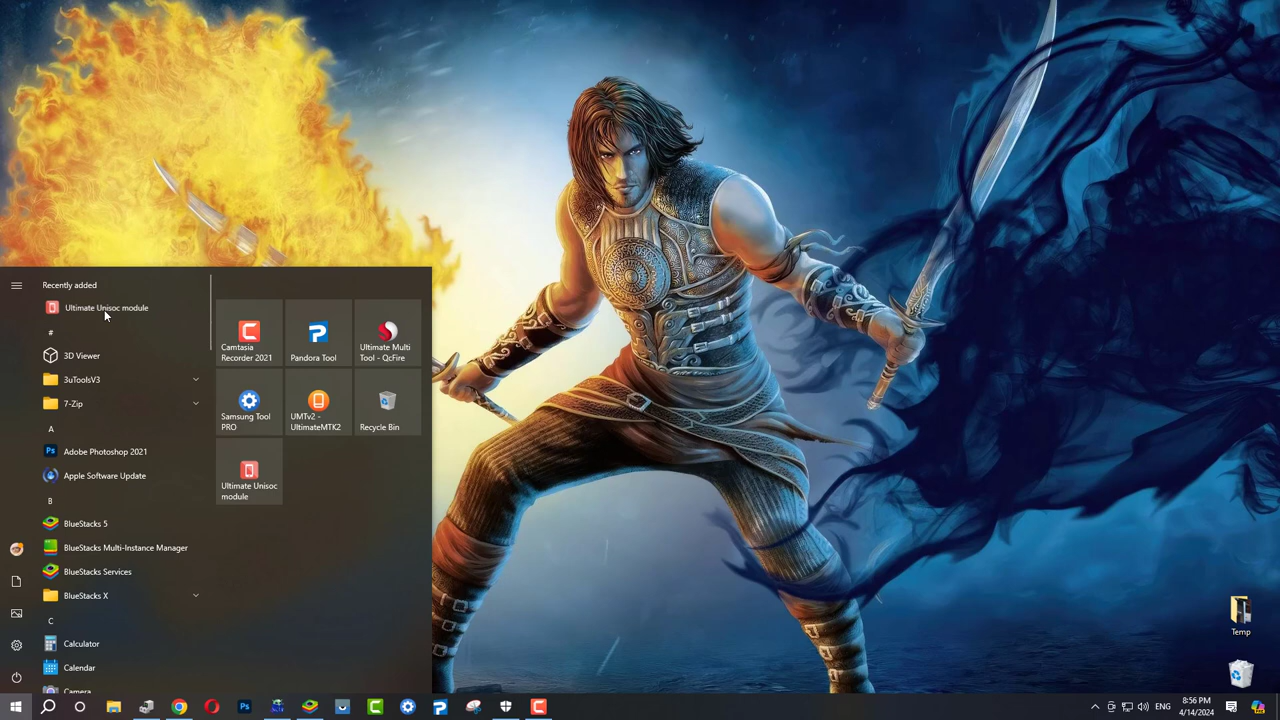 Recently added
Ultimate Unisoc module
#
3D Viewer
3uToolsV3
7-Zip
A
Adobe Photoshop 2021
Apple Software Update
B
BlueStacks 5
BlueStacks Multi-Instance Manager
BlueStacks Services
BlueStacks X
C
Calculator
Calendar
Camera
Camtasia
Recorder 2021
Pandora Tool
Ultimate Multi
Tool - QcFire
Samsung Tool
PRO
UMTv2 -
UltimateMTK2
Recycle Bin
Ultimate Unisoc
module
Temp
ENG
8:56 PM
4/14/2024